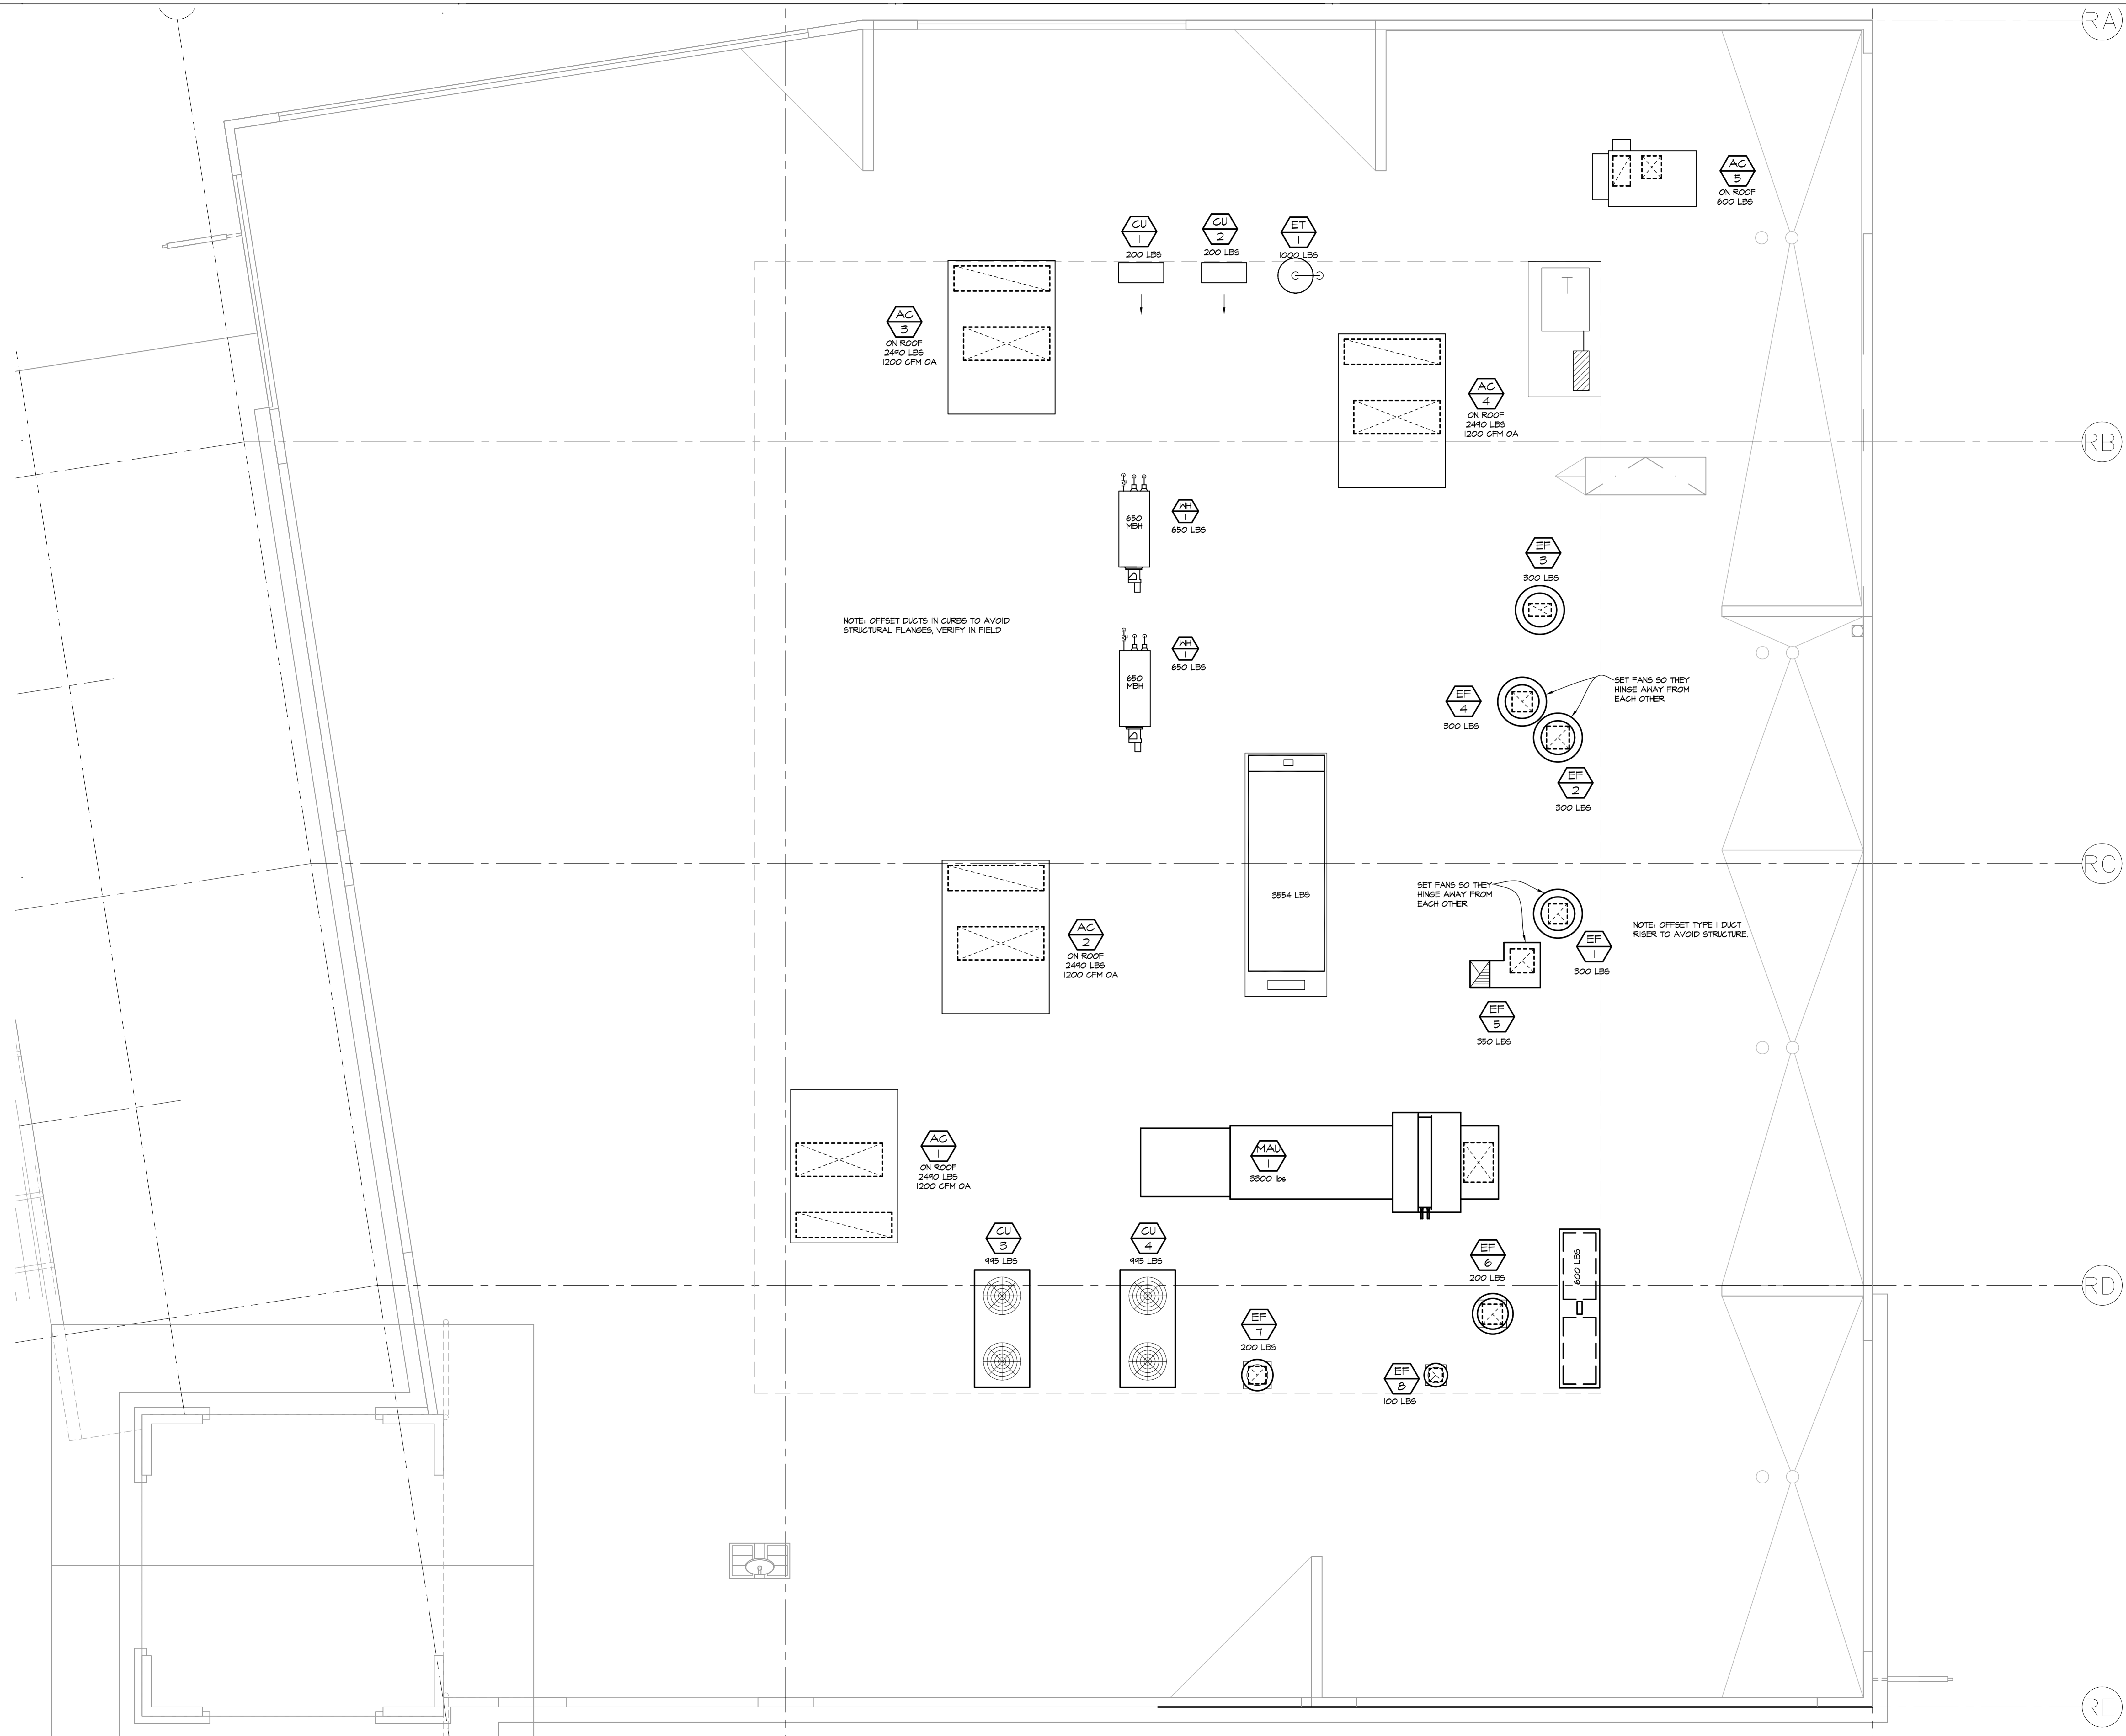 RA
AC
5
ON ROOF
600 LBS
CU
1
200 LBS
CU
2
200 LBS
ET
1
1000 LBS
T
AC
3
ON ROOF
2490 LBS
1200 CFM OA
AC
4
ON ROOF
2490 LBS
1200 CFM OA
RB
650
MBH
WH
1
650 LBS
EF
3
300 LBS
NOTE: OFFSET DUCTS IN CURBS TO AVOID
STRUCTURAL FLANGES, VERIFY IN FIELD
650
MBH
WH
1
650 LBS
SET FANS SO THEY
HINGE AWAY FROM
EACH OTHER
EF
4
300 LBS
EF
2
300 LBS
RC
3554 LBS
SET FANS SO THEY
HINGE AWAY FROM
EACH OTHER
NOTE: OFFSET TYPE 1 DUCT
RISER TO AVOID STRUCTURE.
AC
2
ON ROOF
2490 LBS
1200 CFM OA
EF
1
300 LBS
EF
5
350 LBS
AC
1
ON ROOF
2490 LBS
1200 CFM OA
MAU
1
3300 lbs
CU
3
995 LBS
CU
4
995 LBS
EF
6
200 LBS
600 LBS
RD
EF
7
200 LBS
EF
8
100 LBS
RE